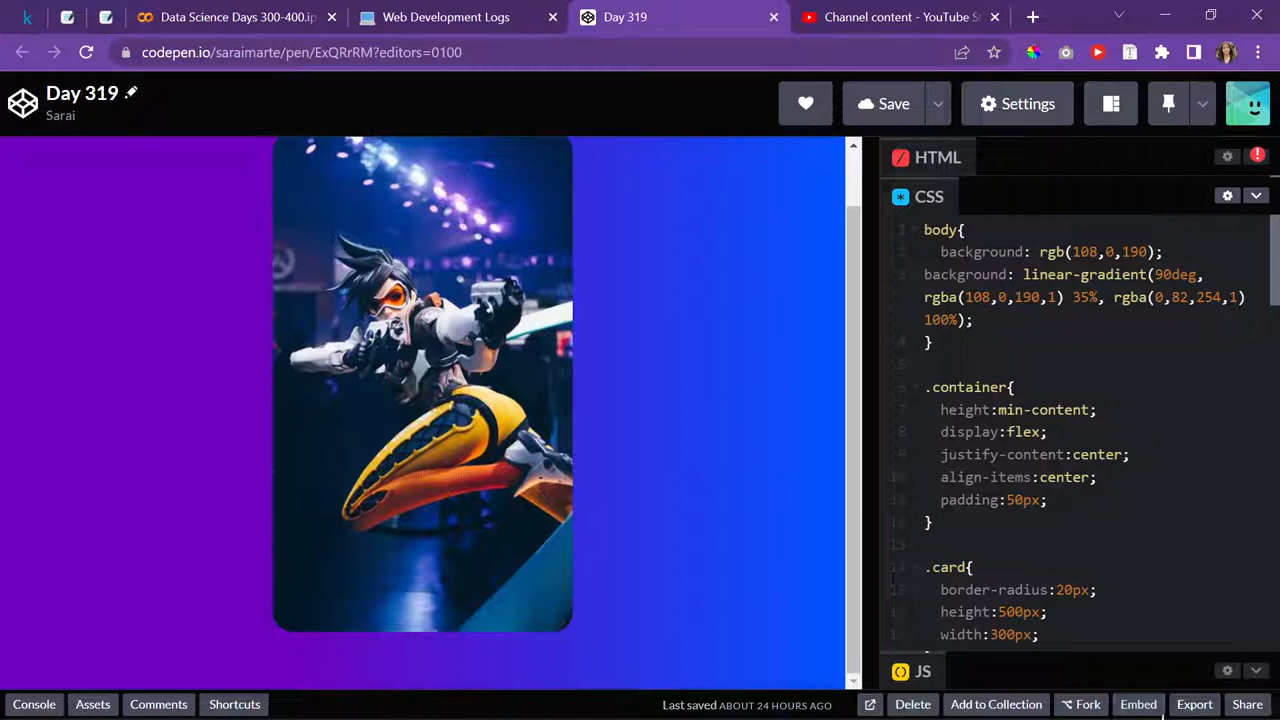 Data Science Days 300-400.ip
Web Development Logs
Day 319
Channel content - YouTube S
codepen.io/saraimarte/pen/ExQRrRM?editors=0100
Day 319
Sarai
Save
Settings
HTML
CSS
body{
background: rgb(108,0,190);
background: linear-gradient(90deg,
rgba(108,0,190,1) 35%, rgba(0,82,254,1)
100%);
}
.container{
height:min-content;
display:flex;
justify-content:center;
align-items:center;
padding:50px;
}
.card{
border-radius:20px;
height:500px;
width:300px;
JS
Console
Assets
Comments
Shortcuts
Last saved ABOUT 24 HOURS AGO
Delete
Add to Collection
Fork
Embed
Export
Share